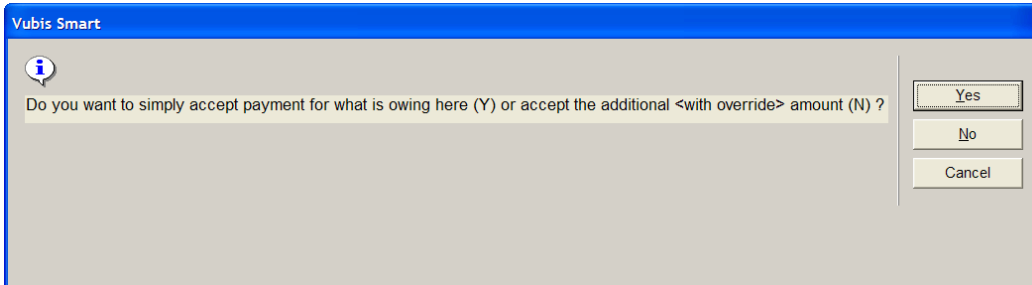 Vubis Smart
Do you want to simply accept payment for what is owing here (Y) or accept the additional <with override> amount (N) ?
Yes
No
Cancel